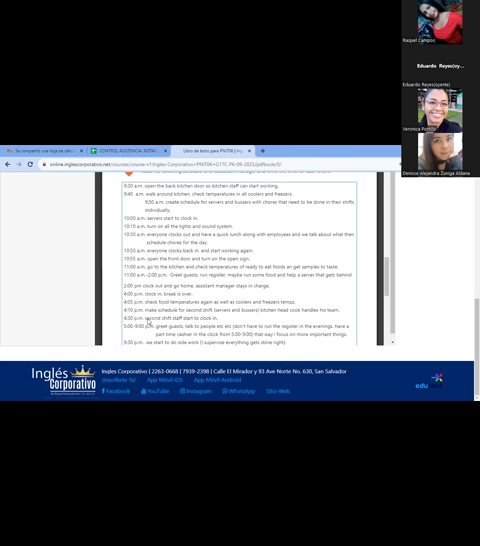 Raquel Campos
Eduardo Reyes(oy...
Eduardo Reyes(oyente)
Veronica Portillo
Denisse Alejandra Zuniga Aldana
Se compartió una hoja de cálcu
CONTROL ASISTENCIA, NOTAS
Libro de texto para PNIT06 | Ingl
online.inglescorporativo.net/courses/course-v1:Ingles-Corporativo+
9:30 a.m. open the back kitchen door so kitchen staff can start working.
9:40 a.m. walk around kitchen, check temperatures in all coolers and freezers.
9:50 a.m. create schedule for servers and bussers with chores that need to be done in their shifts
individually.
10:00 a.m. servers start to clock in.
10:10 a.m. turn on all the lights and sound system.
10:30 a.m. everyone clocks out and have a quick lunch along with employees and we talk about what their
schedule chores for the day.
10:50 a.m. everyone clocks back in, and start working again.
10:55 a.m. open the front door and turn on the open sign.
11:00 a.m. go to the kitchen and check temperatures of ready to eat foods an get samples to taste.
11:00 a.m.-2:00 p.m. Greet guests, run register, maybe run some food and help a server that gets behind
2:00 pm clock out and go home. assistant manager stays in charge.
4:00 p.m. clock in: break is over.
4:05 p.m. check food temperatures again as well as coolers and freezers temps.
4:10 p.m. make schedule for second shift (servers and bussers) kitchen head cook handles his team.
4:30 p.m. second shift staff start to clock in.
5:00-9:00 p.m. greet guests, talk to people etc etc (don't have to run the register in the evenings, have a
part time cashier in the clock from 5:00-9:00) that way i focus on more important things.
9:00 p.m. we start to do side work (I supervise everything gets done right).
Inglés
Corporativo
Inglés Corporativo | 2263-0668 | 7939-2398 | Calle El Mirador y 93 Ave Norte No. 630, San Salvador
¡Inscríbete Ya! App Móvil iOS App Móvil Android
Facebook YouTube Instagram WhatsApp Sitio Web
edu